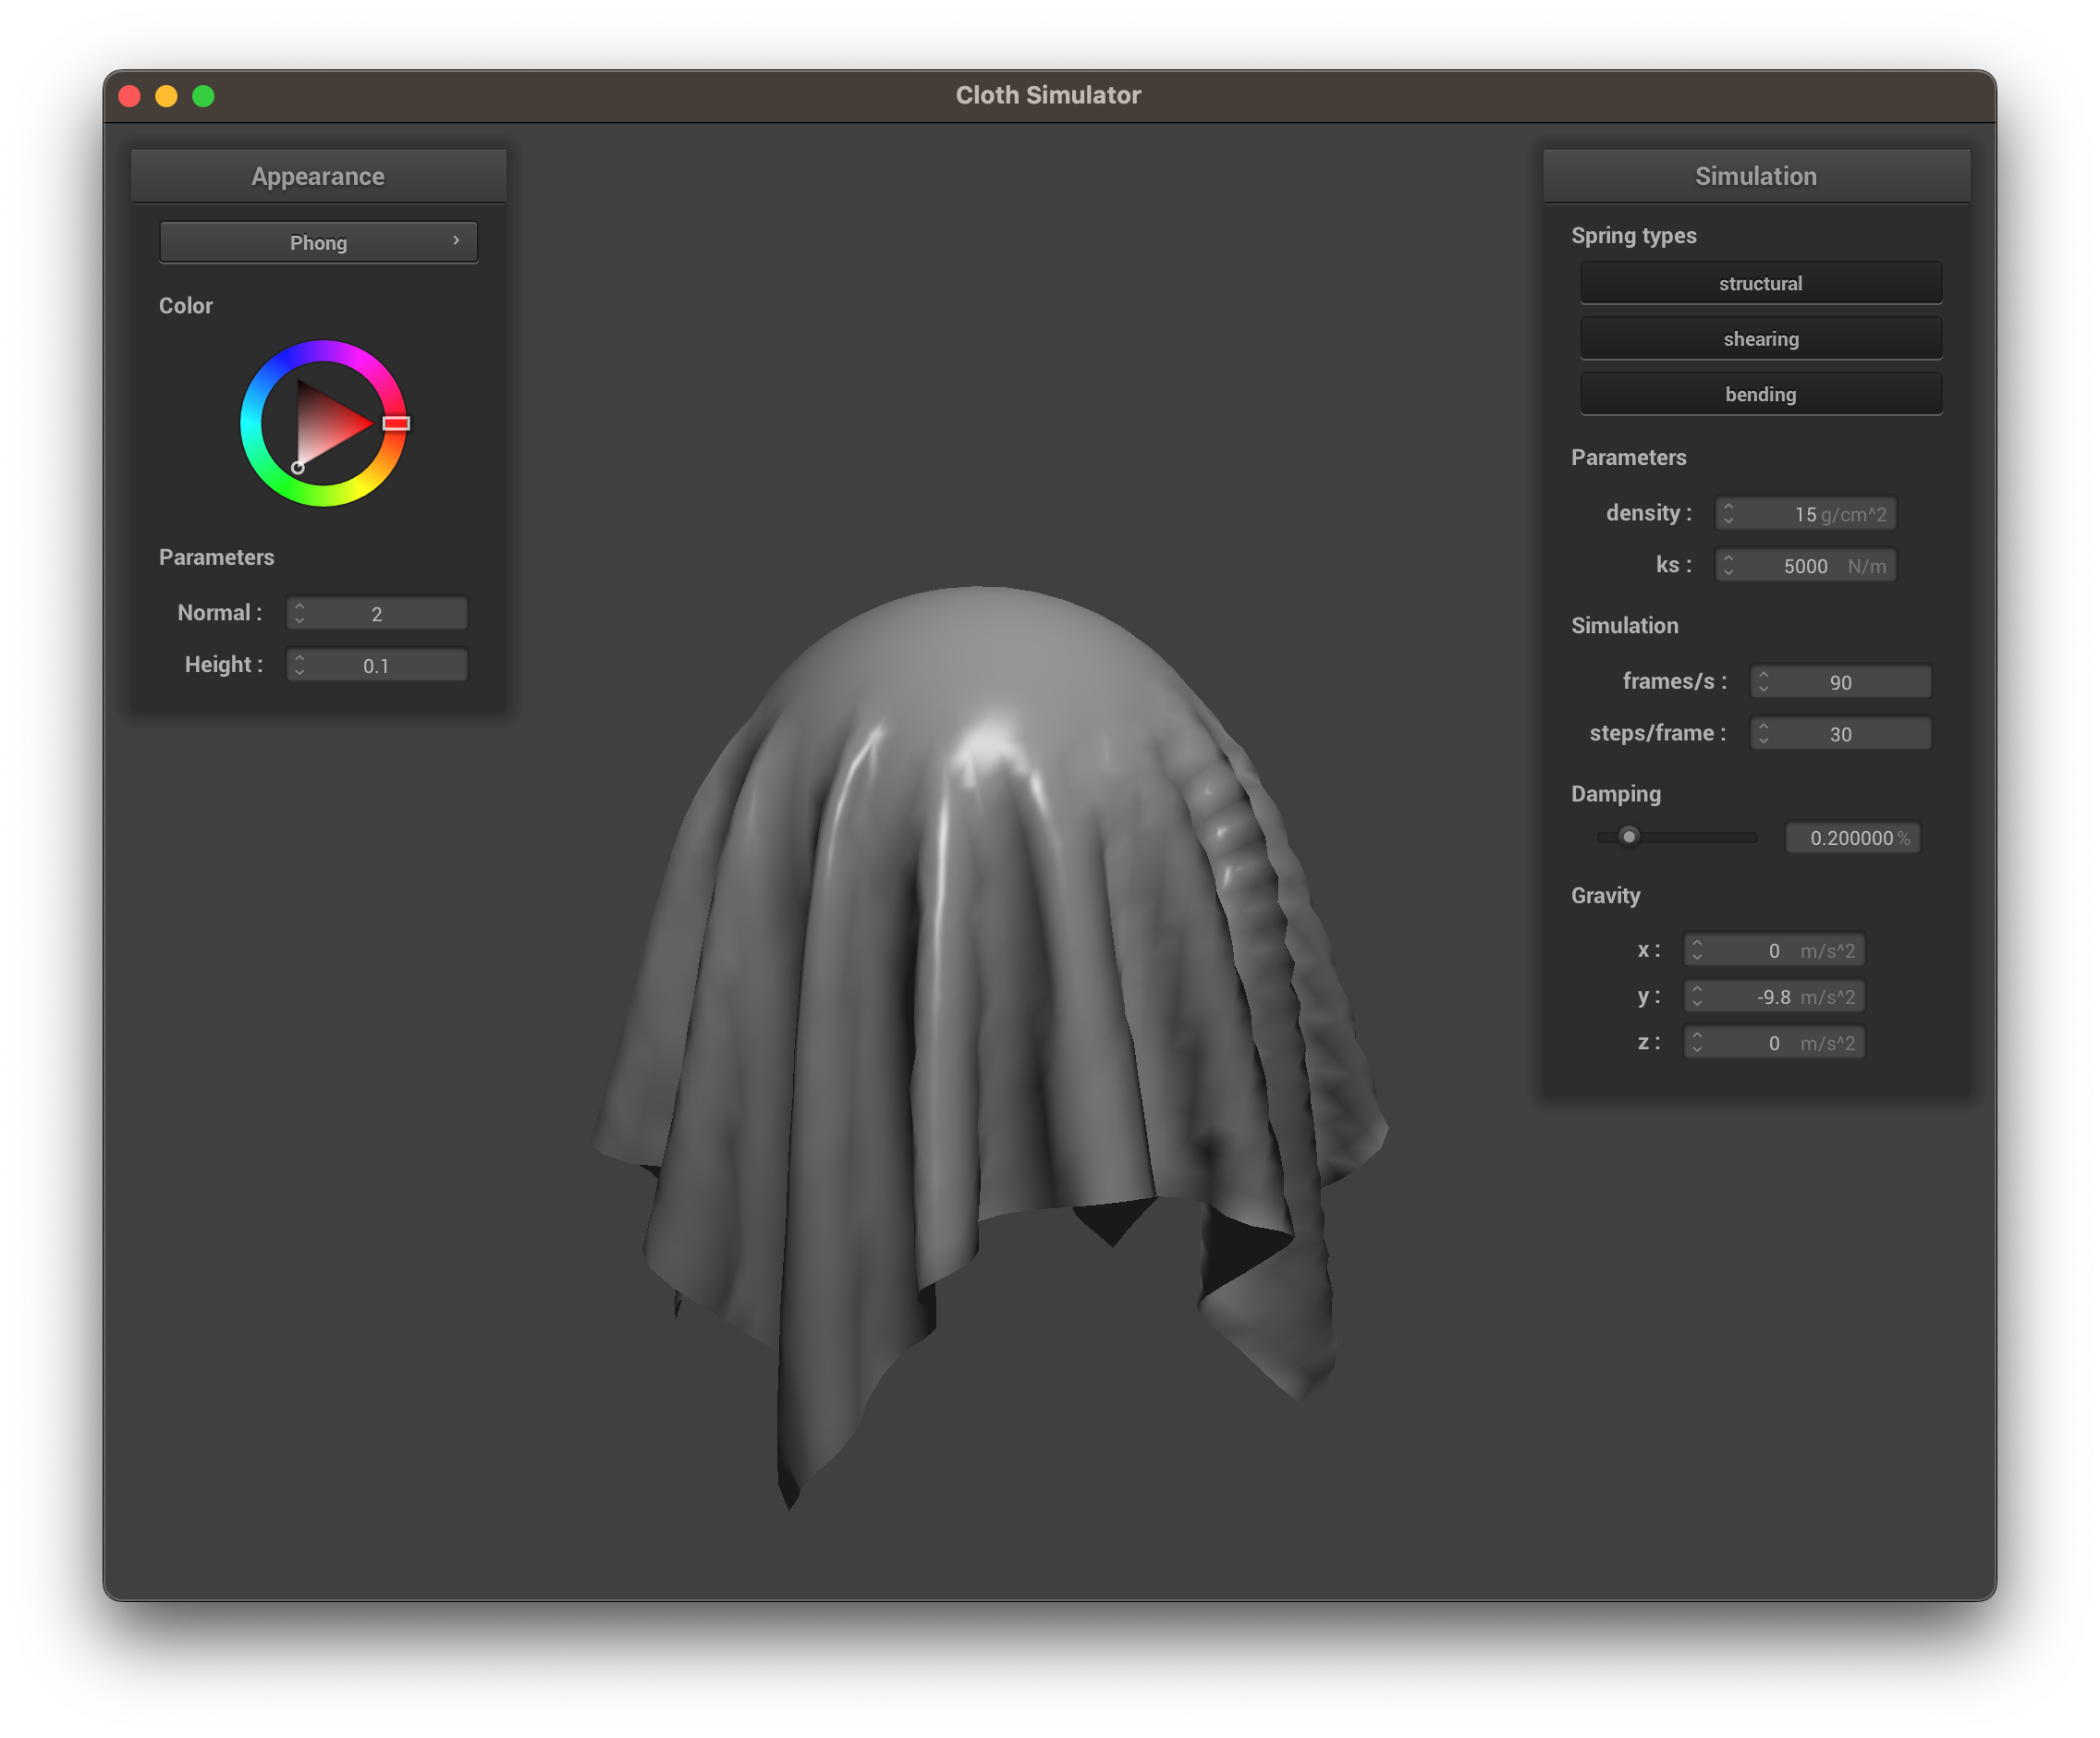 Cloth Simulator
Appearance
Phong
Color
Parameters
Normal : 2
Height : 0.1
Simulation
Spring types
structural
shearing
bending
Parameters
density : 15 g/cm^2
ks : 5000 N/m
Simulation
frames/s : 90
steps/frame : 30
Damping
0.200000 %
Gravity
x : 0 m/s^2
y : -9.8 m/s^2
z : 0 m/s^2